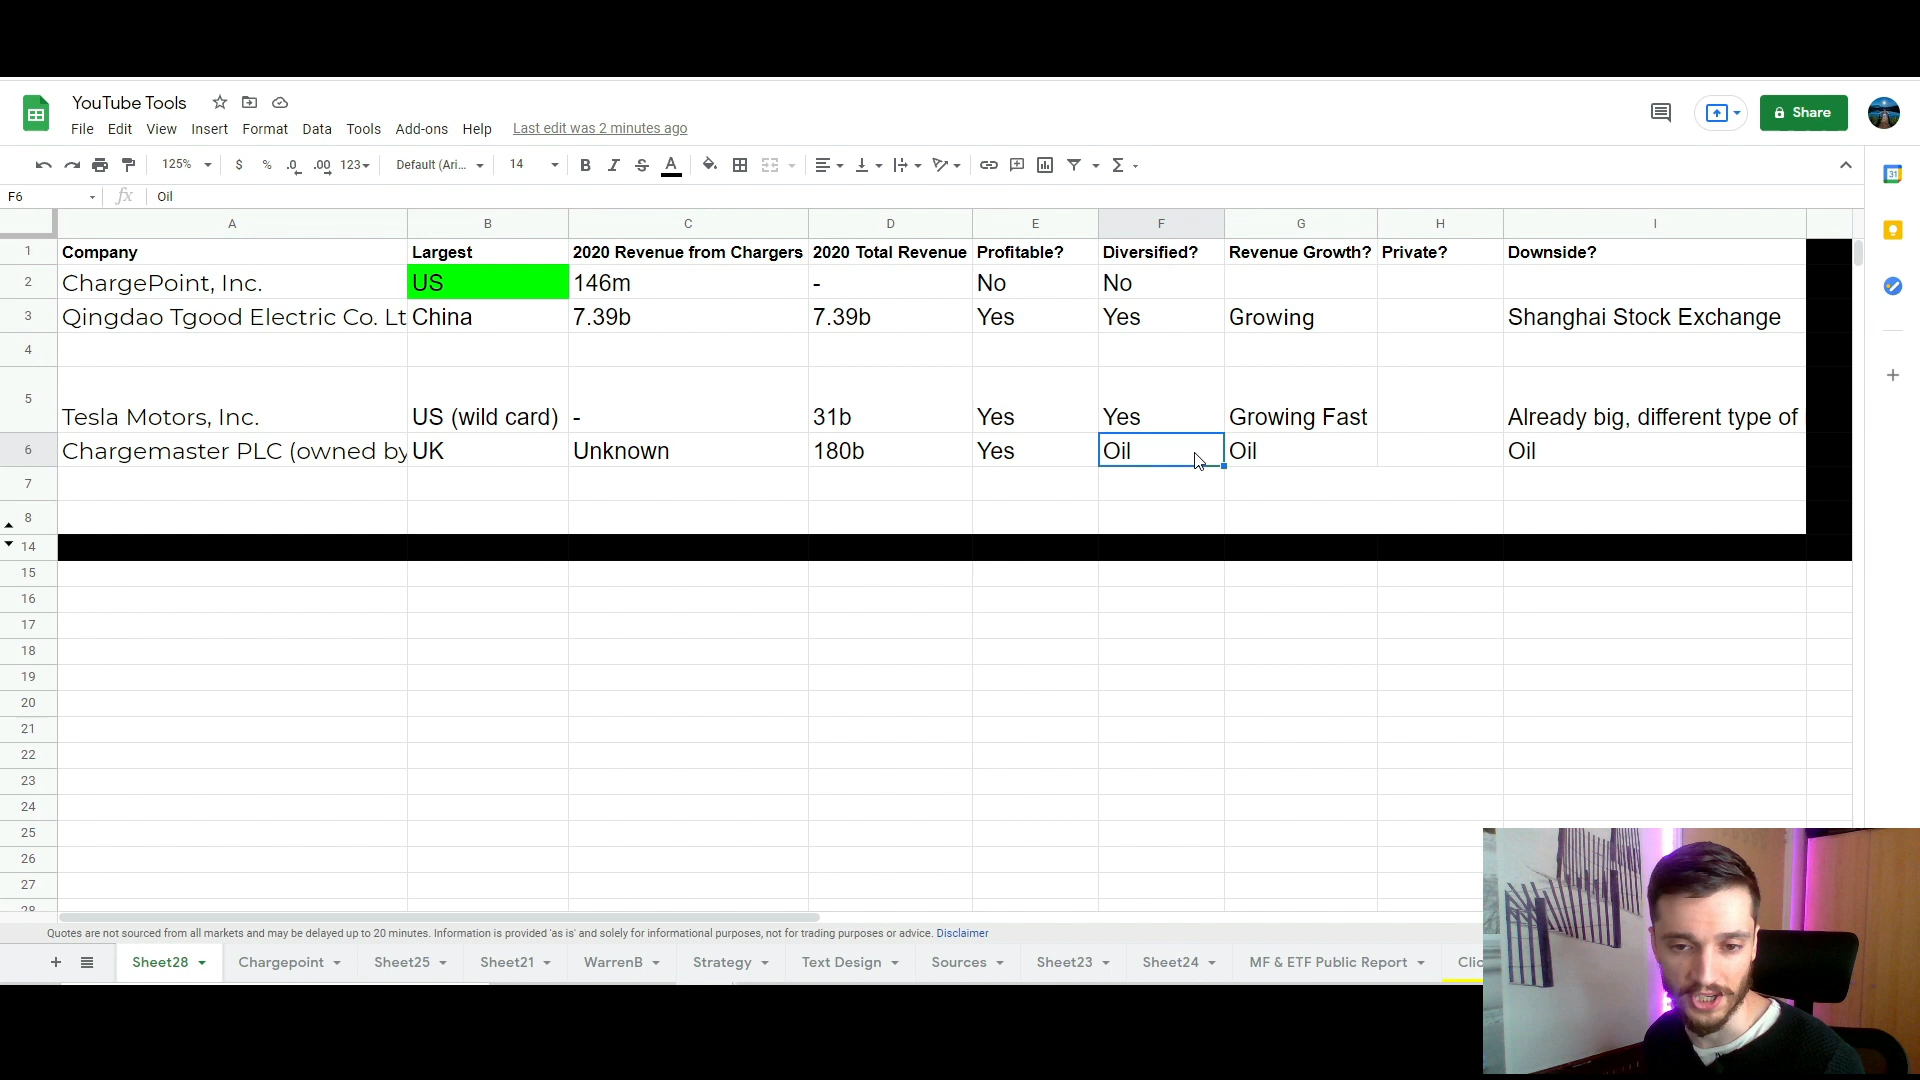 YouTube Tools
File Edit View Insert Format Data Tools Add-ons Help Last edit was 2 minutes ago
Share
125% $ % .0 .00 123 Default (Ari... 14 B I S A
31
F6 fx Oil
A B C D E F G H I
1 Company Largest 2020 Revenue from Chargers 2020 Total Revenue Profitable? Diversified? Revenue Growth? Private? Downside?
2 ChargePoint, Inc. US 146m - No No
3 Qingdao Tgood Electric Co. Lt China 7.39b 7.39b Yes Yes Growing Shanghai Stock Exchange
4
5 Tesla Motors, Inc. US (wild card) - 31b Yes Yes Growing Fast Already big, different type of
6 Chargemaster PLC (owned by UK Unknown 180b Yes Oil Oil Oil
7
8
14
15
16
17
18
19
20
21
22
23
24
25
26
27
28
Quotes are not sourced from all markets and may be delayed up to 20 minutes. Information is provided 'as is' and solely for informational purposes, not for trading purposes or advice. Disclaimer
Sheet28 Chargepoint Sheet25 Sheet21 WarrenB Strategy Text Design Sources Sheet23 Sheet24 MF & ETF Public Report Clic